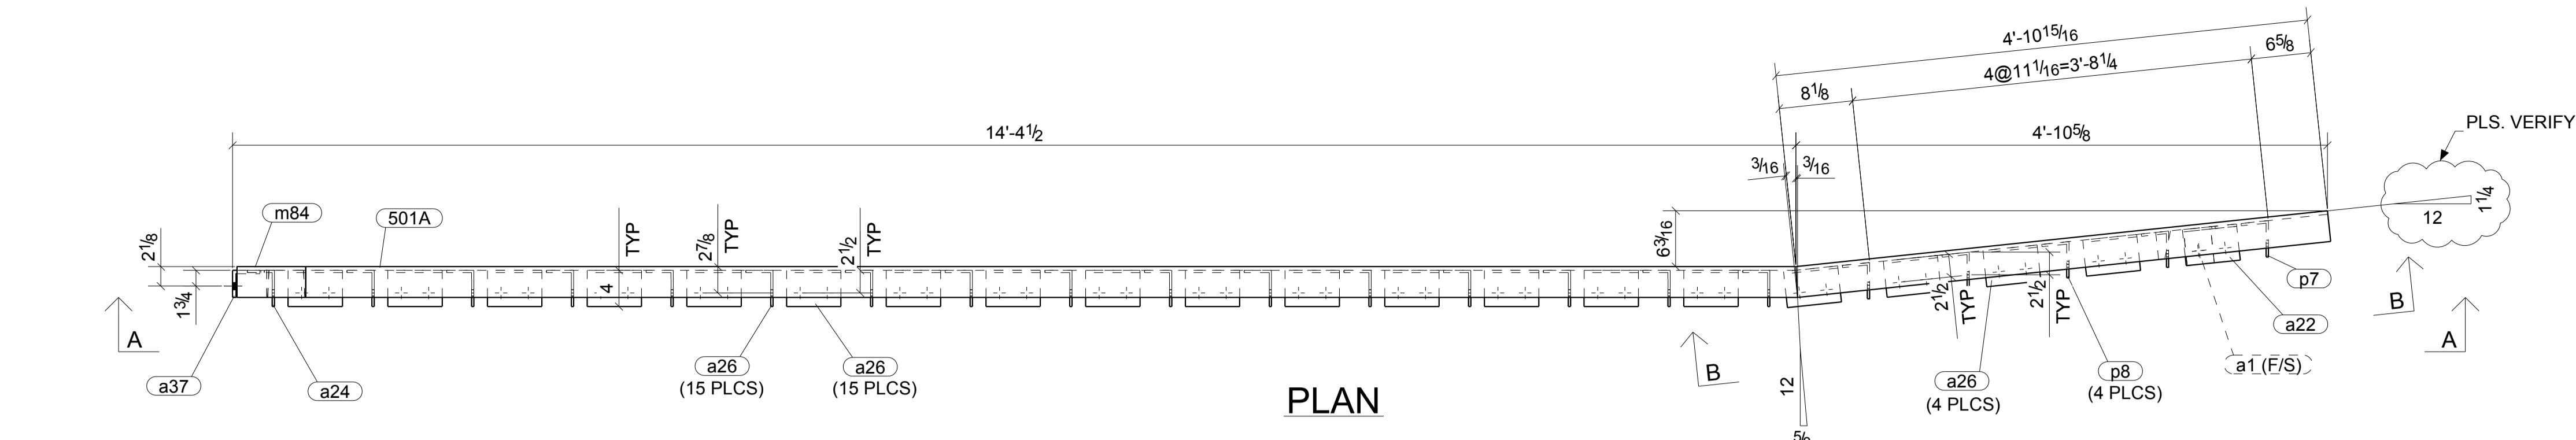 4'-10 15/16
6 5/8
4@11 1/16=3'-8 1/4
8 1/8
PLS. VERIFY
14'-4 1/2
4'-10 5/8
3/16
3/16
1 1/4
12
m84
501A
2 1/8
1 3/4
TYP
2 7/8
TYP
2 1/2
TYP
4
6 3/16
2 1/2
TYP
2 1/2
TYP
p7
B
a22
A
A
a37
a24
a26
(15 PLCS)
a26
(15 PLCS)
B
12
a26
(4 PLCS)
p8
(4 PLCS)
a1 (F/S)
PLAN